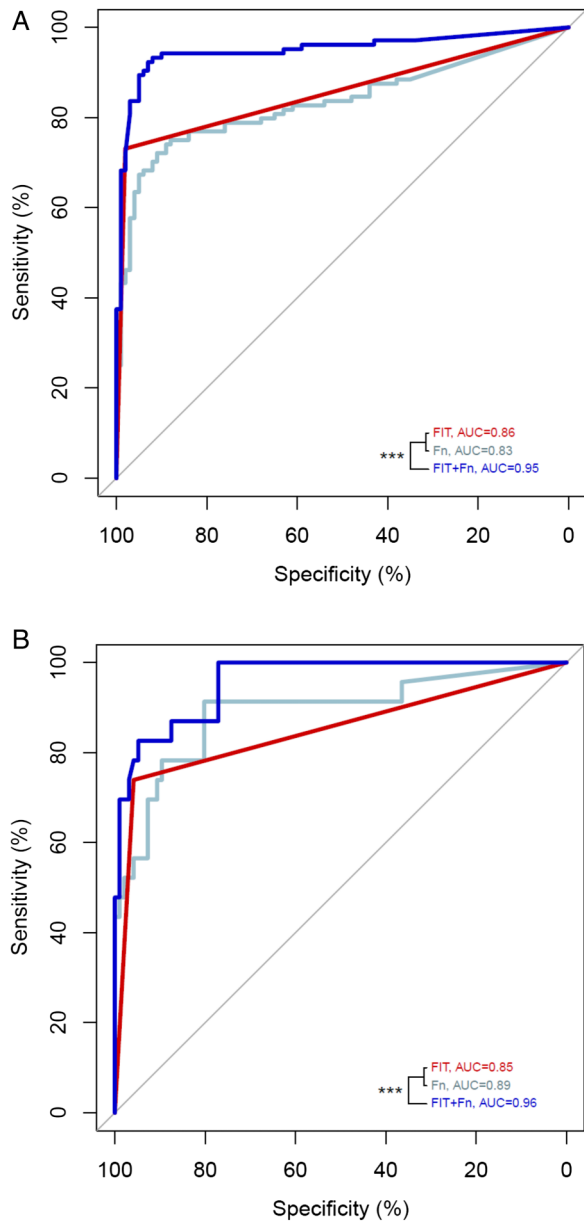 A
100
80
60
40
20
0
Sensitivity (%)
FIT, AUC=0.86
***
Fn, AUC=0.83
FIT+Fn, AUC=0.95
100 80 60 40 20 0
Specificity (%)
B
100
80
60
40
20
0
Sensitivity (%)
FIT, AUC=0.85
***
Fn, AUC=0.89
FIT+Fn, AUC=0.96
100 80 60 40 20 0
Specificity (%)